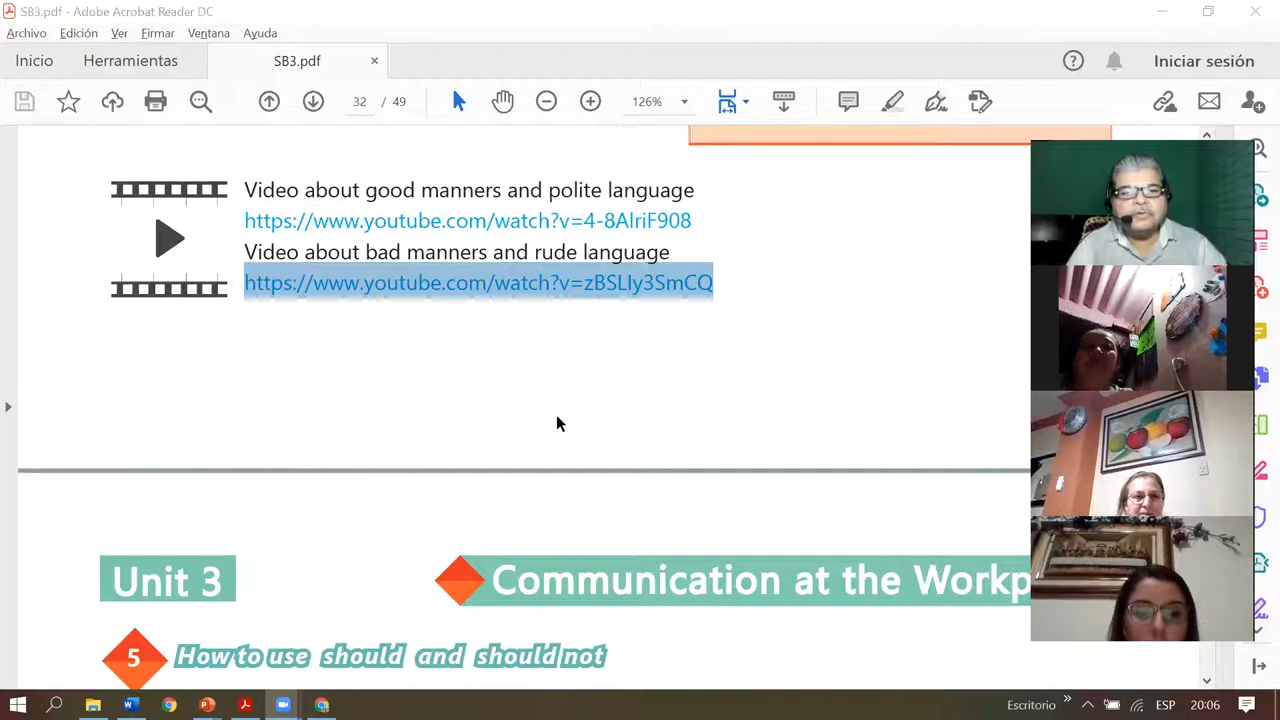 SB3.pdf - Adobe Acrobat Reader DC
Archivo Edición Ver Firmar Ventana Ayuda
Inicio Herramientas SB3.pdf × Iniciar sesión
32 / 49 126%
Video about good manners and polite language
https://www.youtube.com/watch?v=4-8AlriF908
Video about bad manners and rude language
https://www.youtube.com/watch?v=zBSLIy3SmCQ
Unit 3 Communication at the Workp
5 How to use should and should not
Escritorio » ESP 20:06